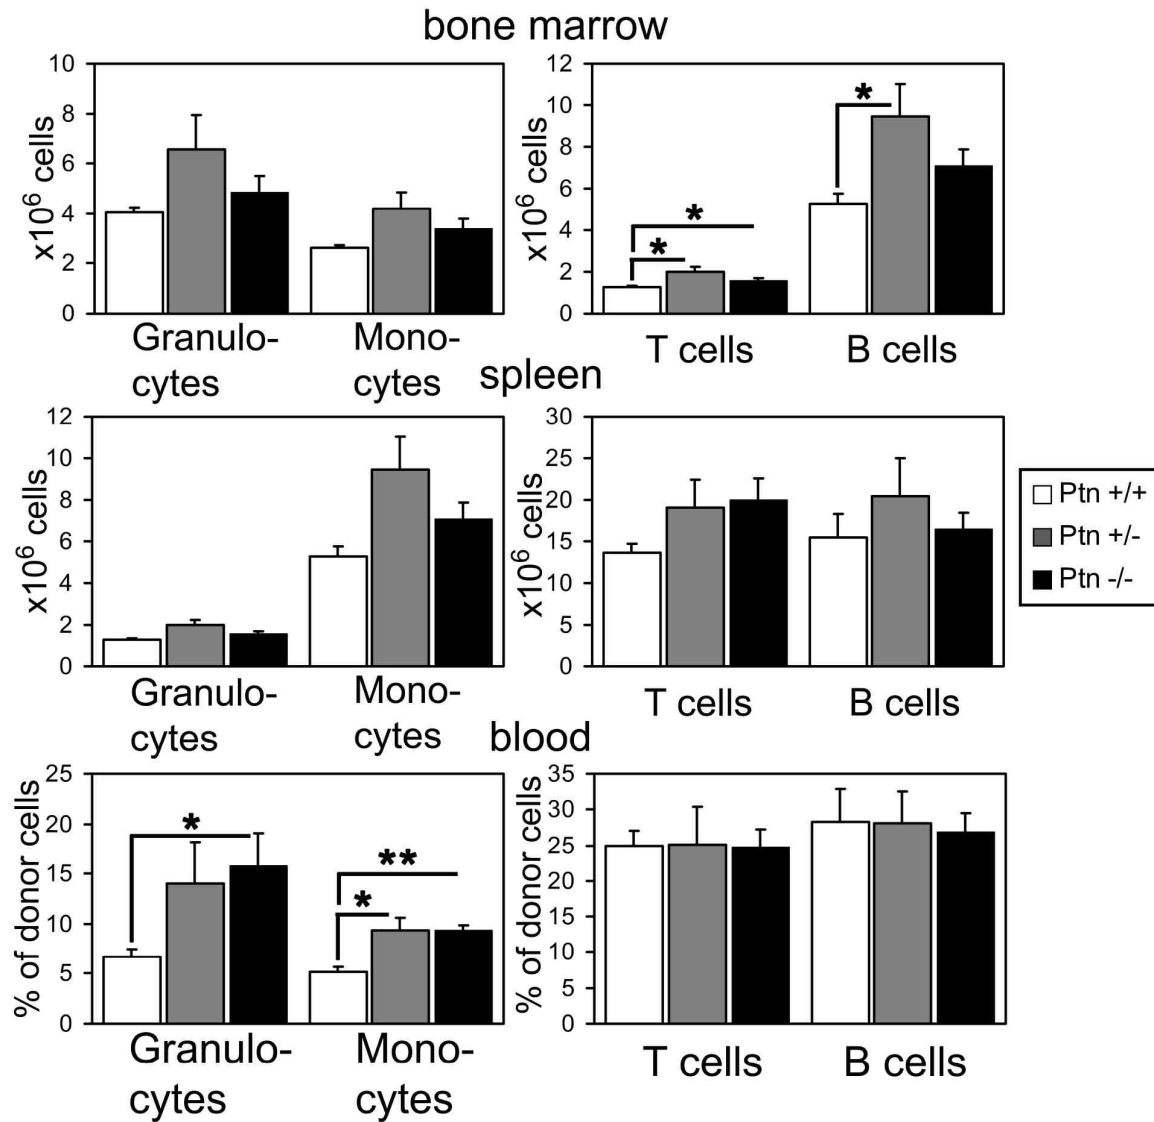 bone marrow
x10⁶ cells
10
8
6
4
2
0
Granulo-
cytes
Mono-
cytes
x10⁶ cells
12
10
8
6
4
2
0
*
*
*
T cells
B cells
spleen
x10⁶ cells
12
10
8
6
4
2
0
Granulo-
cytes
Mono-
cytes
x10⁶ cells
30
25
20
15
10
5
0
T cells
B cells
Ptn +/+
Ptn +/-
Ptn -/-
blood
% of donor cells
25
20
15
10
5
0
*
**
*
Granulo-
cytes
Mono-
cytes
% of donor cells
35
30
25
20
15
10
5
0
T cells
B cells